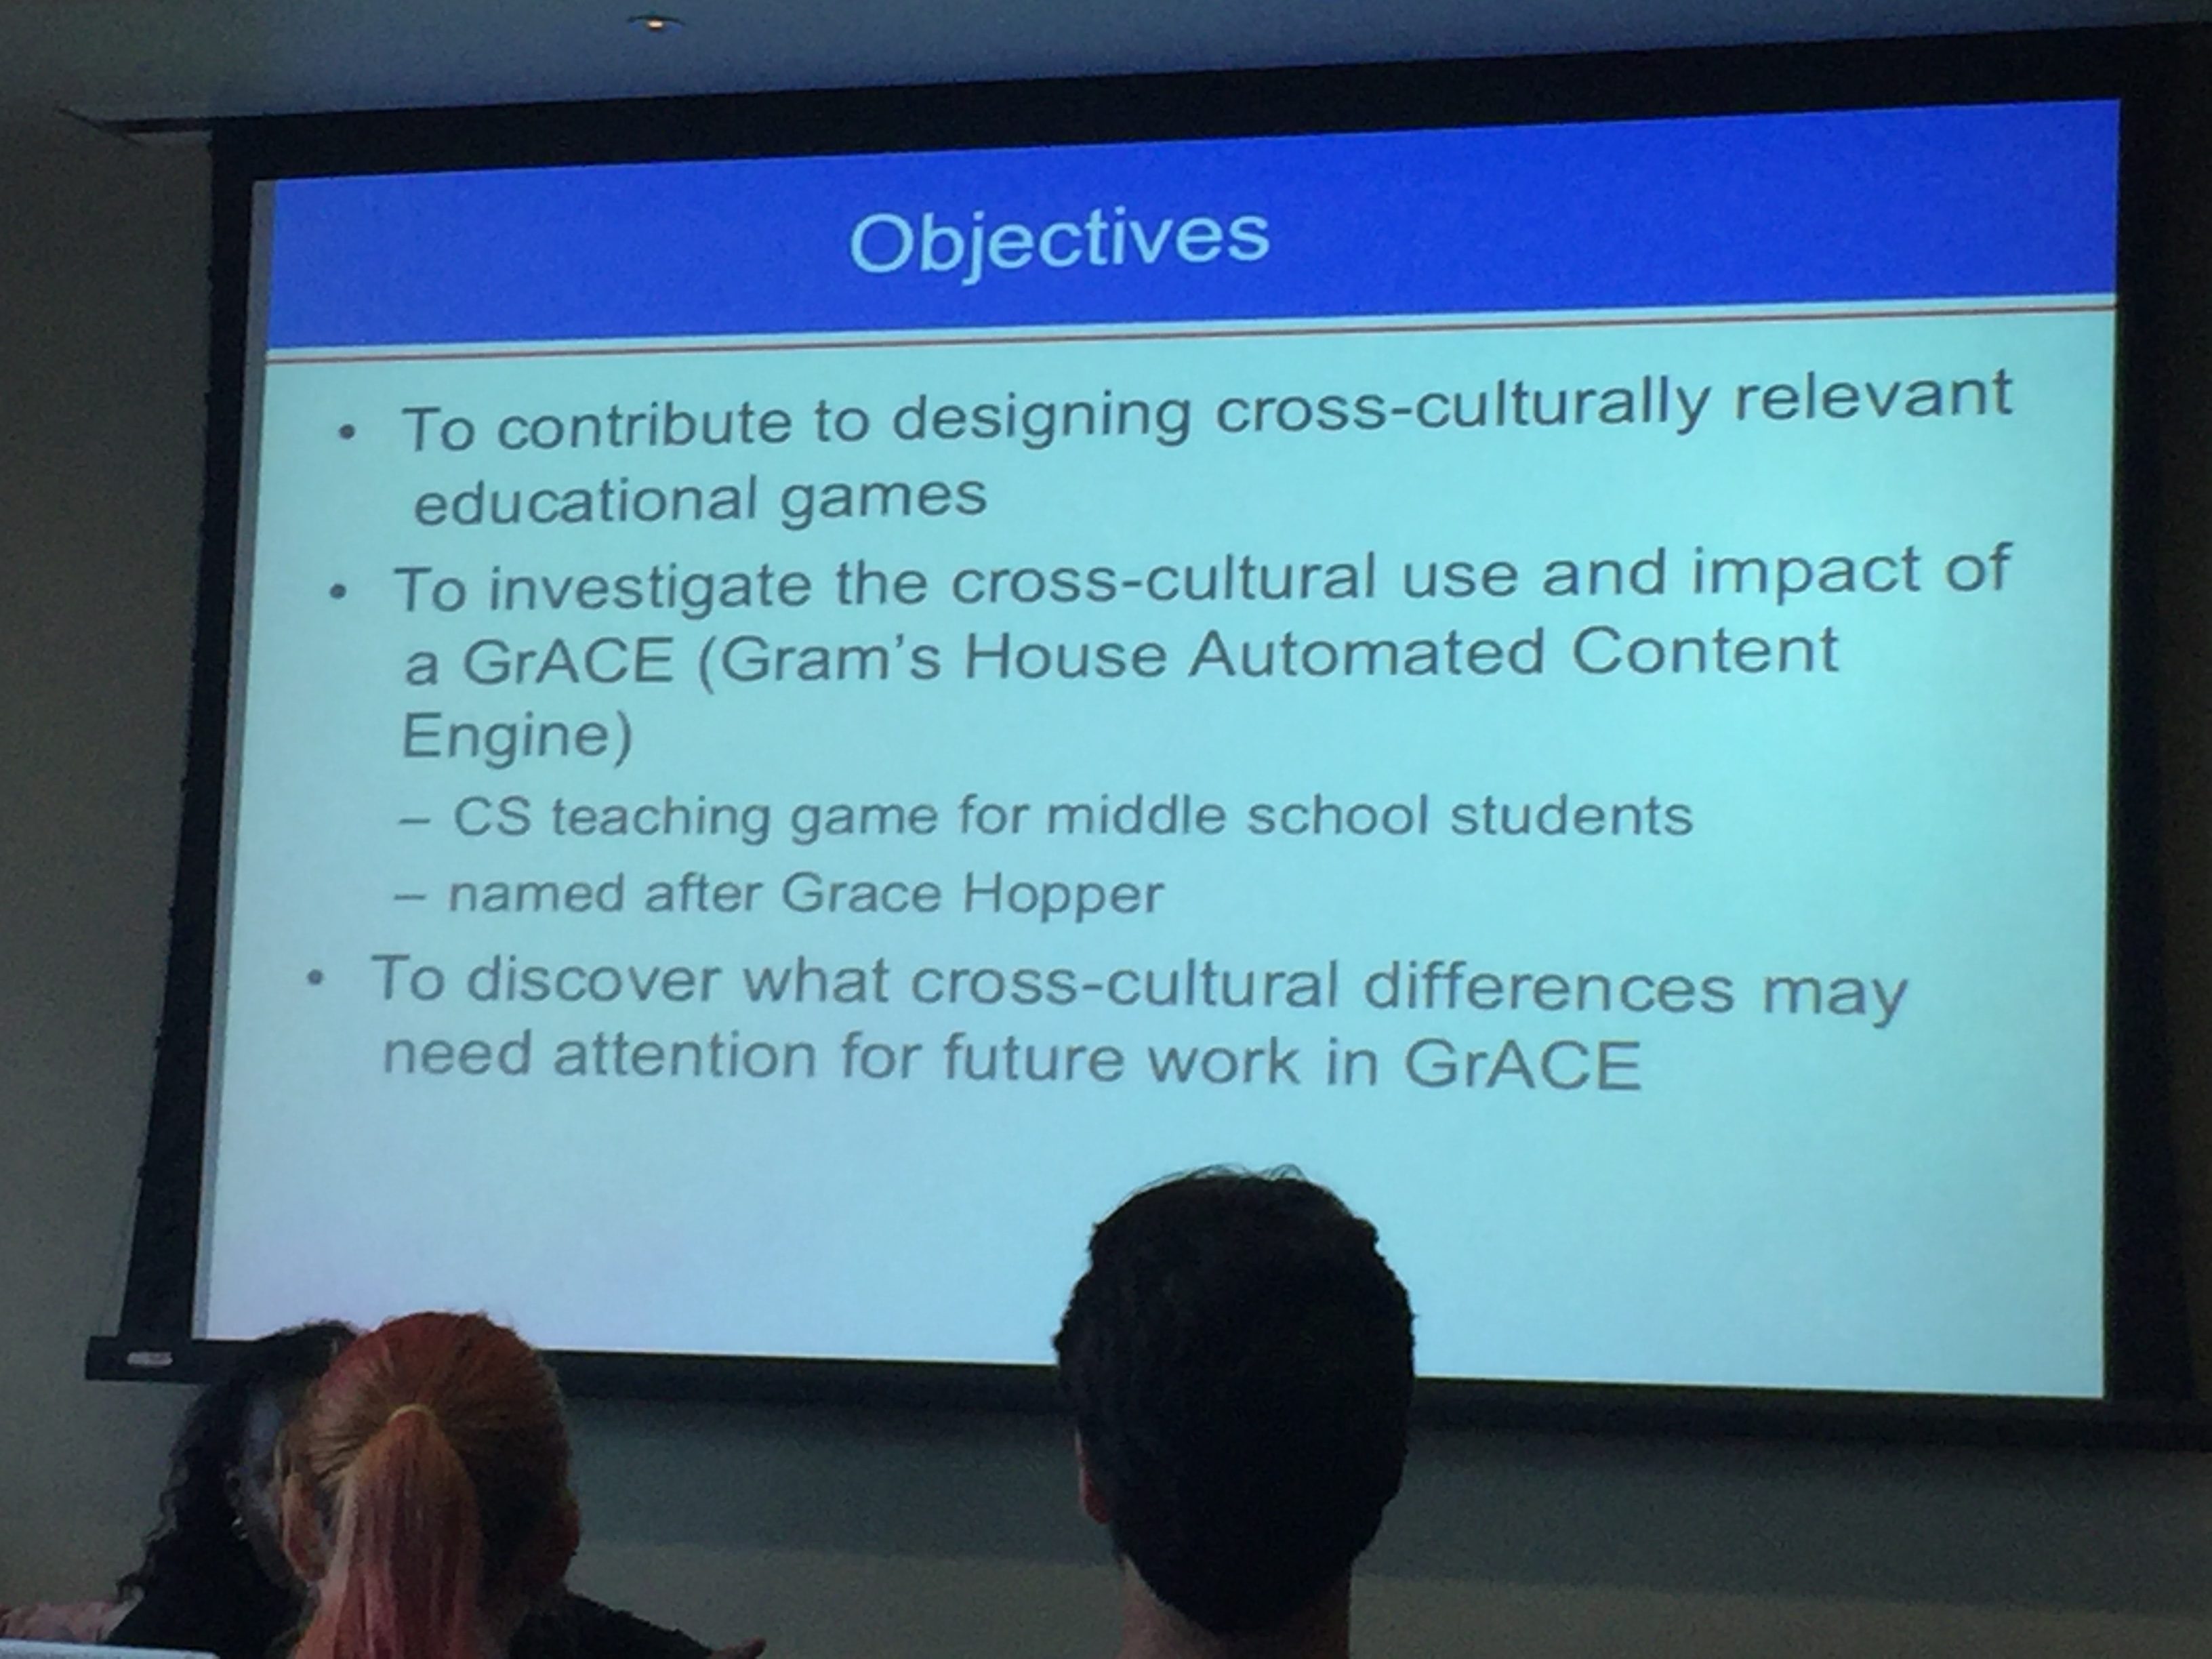 Objectives
• To contribute to designing cross-culturally relevant
educational games
• To investigate the cross-cultural use and impact of
a GrACE (Gram's House Automated Content
Engine)
– CS teaching game for middle school students
– named after Grace Hopper
• To discover what cross-cultural differences may
need attention for future work in GrACE